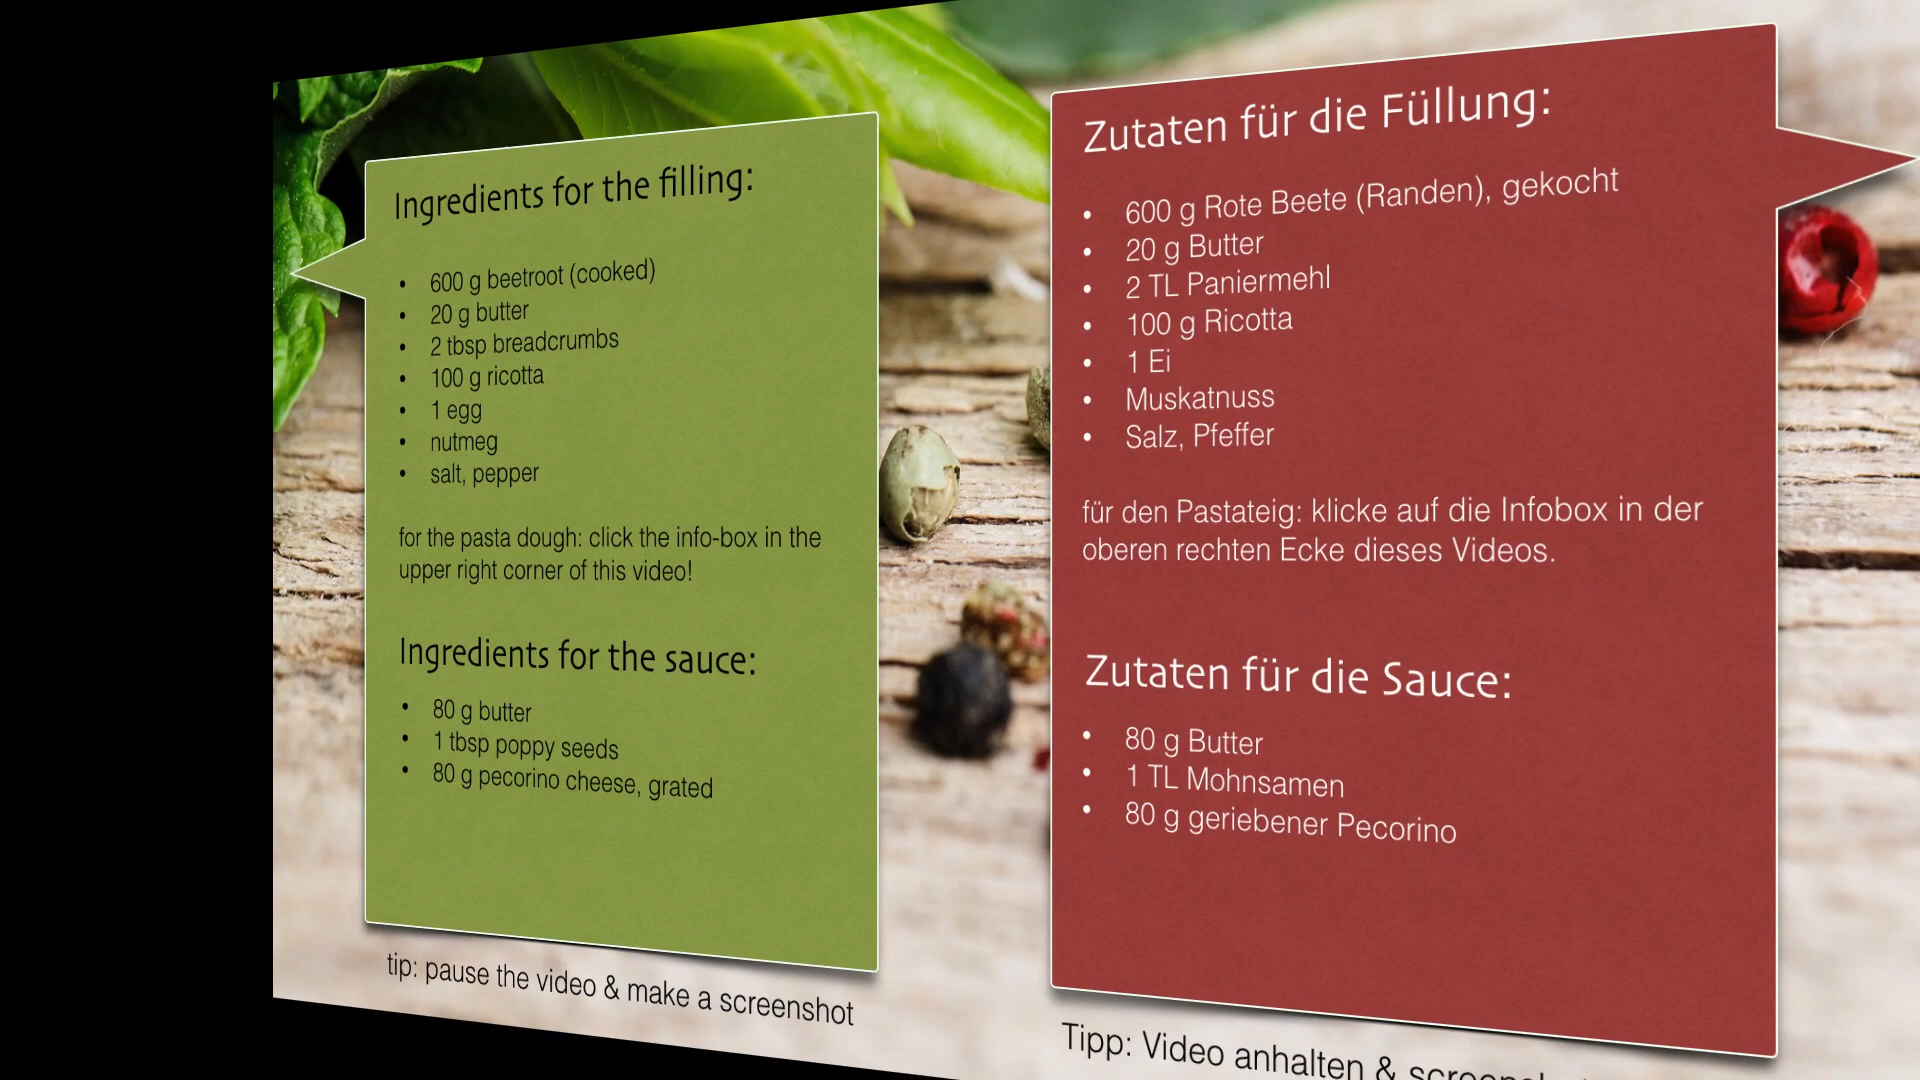 Ingredients for the filling:
• 600 g beetroot (cooked)
• 20 g butter
• 2 tbsp breadcrumbs
• 100 g ricotta
• 1 egg
• nutmeg
• salt, pepper
for the pasta dough: click the info-box in the
upper right corner of this video!
Ingredients for the sauce:
• 80 g butter
• 1 tbsp poppy seeds
• 80 g pecorino cheese, grated
tip: pause the video & make a screenshot
Zutaten für die Füllung:
• 600 g Rote Beete (Randen), gekocht
• 20 g Butter
• 2 TL Paniermehl
• 100 g Ricotta
• 1 Ei
• Muskatnuss
• Salz, Pfeffer
für den Pastateig: klicke auf die Infobox in der
oberen rechten Ecke dieses Videos.
Zutaten für die Sauce:
• 80 g Butter
• 1 TL Mohnsamen
• 80 g geriebener Pecorino
Tipp: Video anhalten &